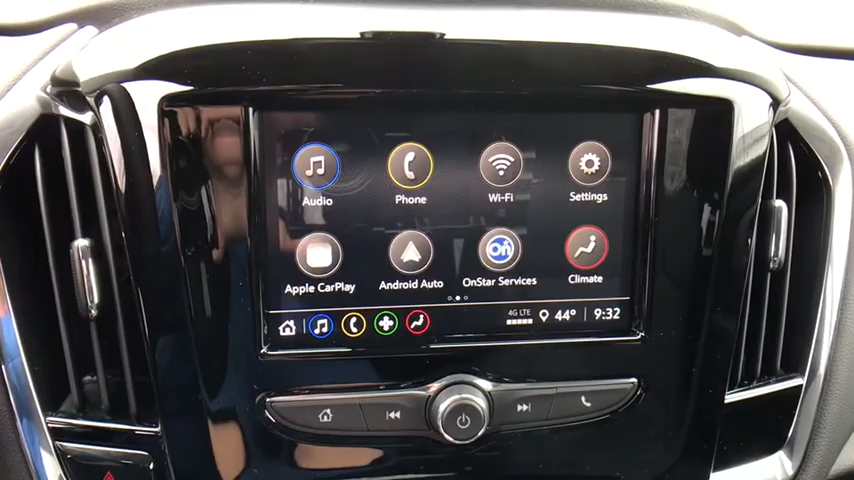 Audio Phone Wi-Fi Settings
Apple CarPlay Android Auto OnStar Services Climate
4G LTE 44° 9:32